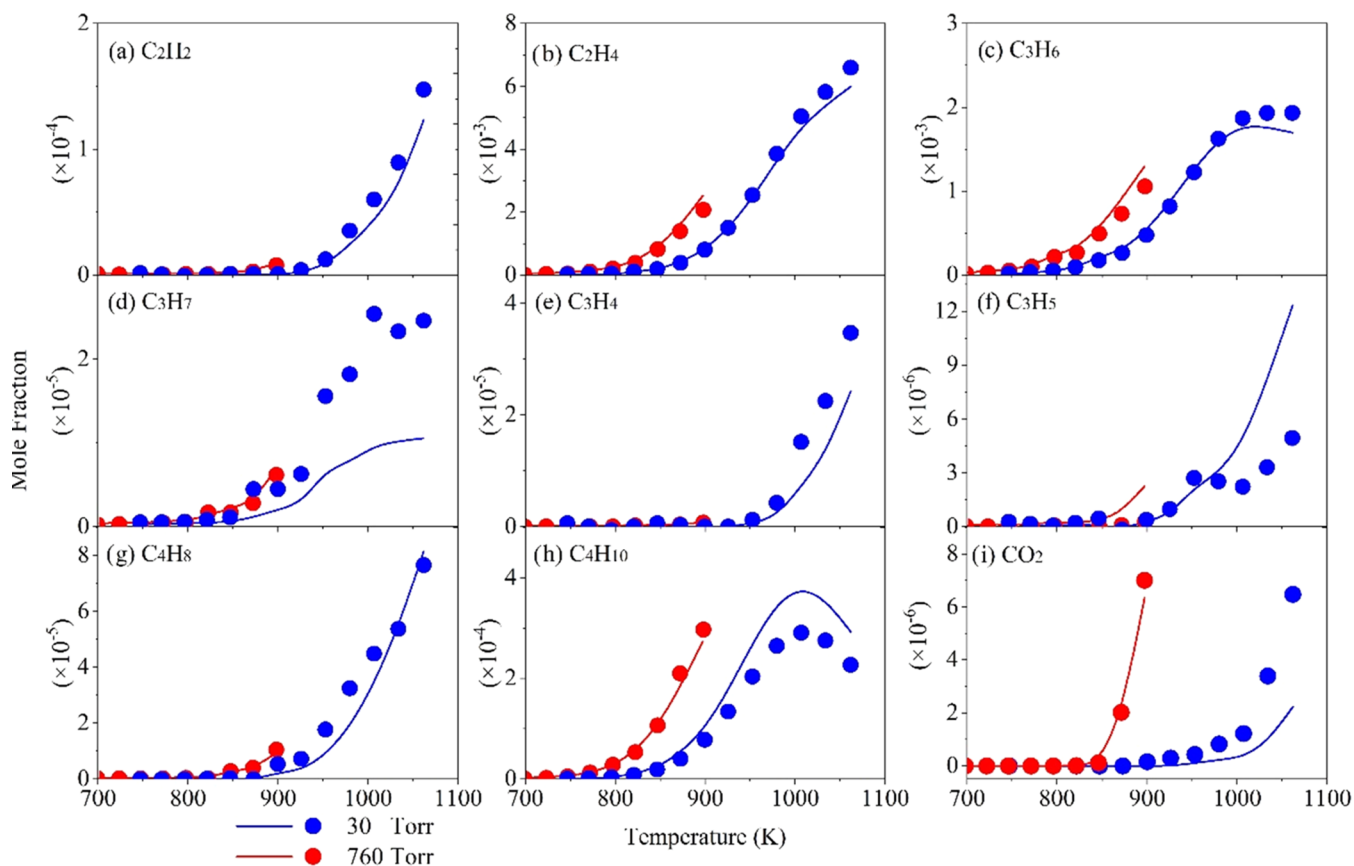 (a) C2H2
(b) C2H4
(c) C3H6
2
1
0
(×10-4)
8
6
4
2
0
(×10-3)
3
2
1
0
(×10-3)
(d) C3H7
(e) C3H4
(f) C3H5
2
0
(×10-5)
4
2
0
(×10-5)
12
9
6
3
0
(×10-6)
Mole Fraction
(g) C4H8
(h) C4H10
(i) CO2
8
6
4
2
0
(×10-5)
4
2
0
(×10-4)
8
6
4
2
0
(×10-6)
700 800 900 1000 1100
700 800 900 1000 1100
700 800 900 1000 1100
Temperature (K)
30 Torr
760 Torr